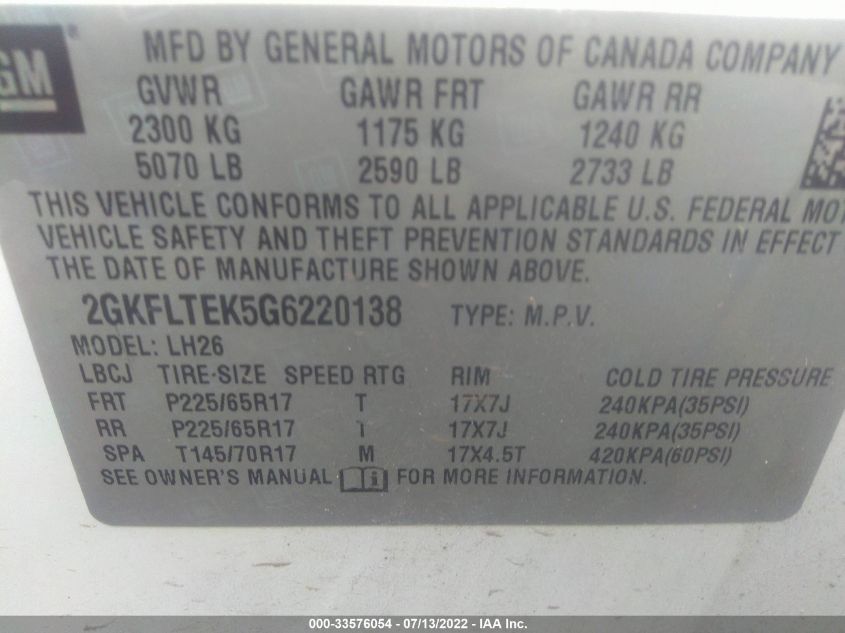 GM ®
MFD BY GENERAL MOTORS OF CANADA COMPANY
GVWR GAWR FRT GAWR RR
2300 KG 1175 KG 1240 KG
5070 LB 2590 LB 2733 LB
THIS VEHICLE CONFORMS TO ALL APPLICABLE U.S. FEDERAL MOT
VEHICLE SAFETY AND THEFT PREVENTION STANDARDS IN EFFECT
THE DATE OF MANUFACTURE SHOWN ABOVE.
2GKFLTEK5G6220138 TYPE: M.P.V.
MODEL: LH26
LBCJ TIRE-SIZE SPEED RTG RIM COLD TIRE PRESSURE
FRT P225/65R17 T 17X7J 240KPA(35PSI)
RR P225/65R17 T 17X7J 240KPA(35PSI)
SPA T145/70R17 M 17X4.5T 420KPA(60PSI)
SEE OWNER'S MANUAL i FOR MORE INFORMATION.
000-33576054 - 07/13/2022 - IAA Inc.